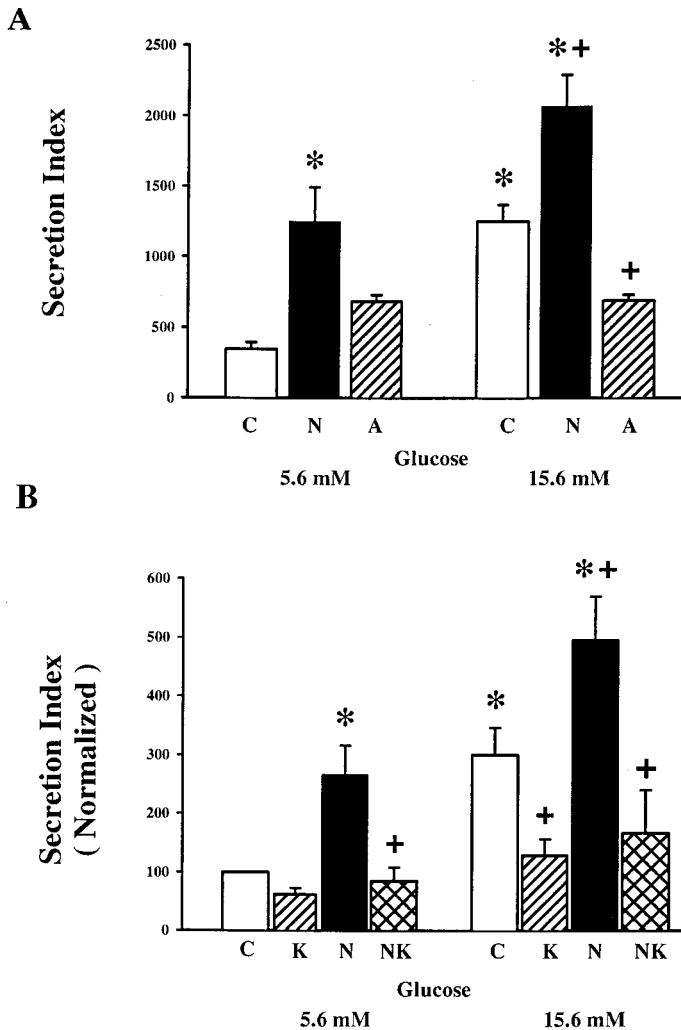 A
Secretion Index
2500
2000
1500
1000
500
0
*
*
*+
+
C N A C N A
Glucose
5.6 mM 15.6 mM
B
Secretion Index
( Normalized )
600
500
400
300
200
100
0
*
+
*
+
*+
+
C K N NK C K N NK
Glucose
5.6 mM 15.6 mM